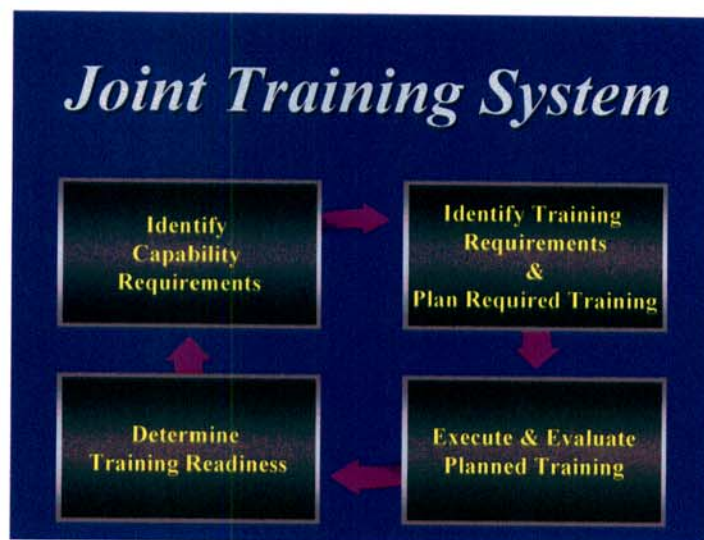 Joint Training System
Identify
Capability
Requirements
Identify Training
Requirements
&
Plan Required Training
Determine
Training Readiness
Execute & Evaluate
Planned Training